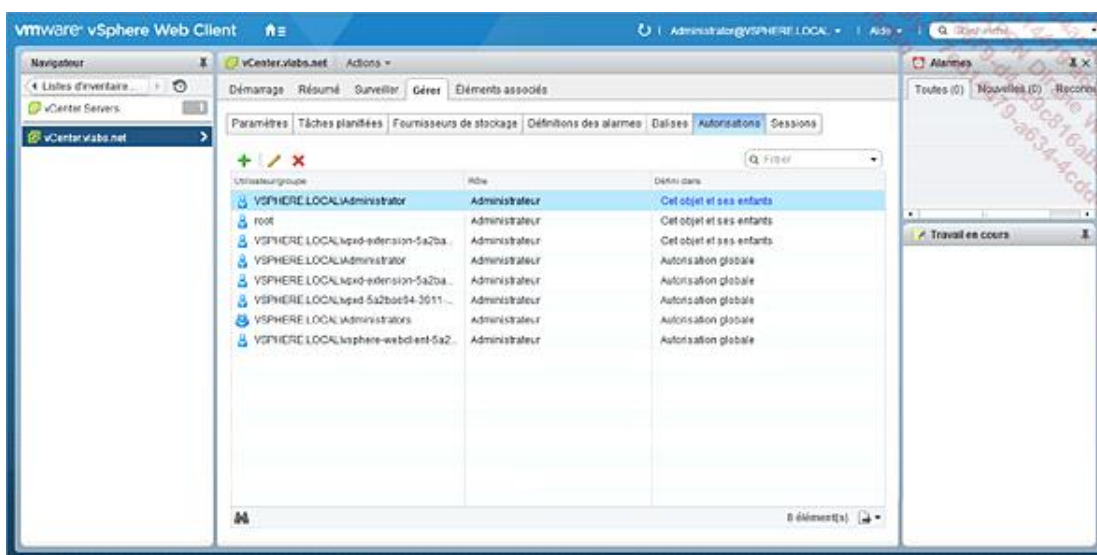 vmware® vSphere Web Client
Administrator@VSPHERE.LOCAL
Aide
Navigateur
vCenter.vlabs.net Actions
Alarmes
Listes d'inventaire...
Démarrage Résumé Surveiller Gérer Éléments associés
Toutes (0) Nouvelles (0) Reconnu
vCenter Servers
Paramètres Tâches planifiées Fournisseurs de stockage Définitions des alarmes Balises Autorisations Sessions
vCenter.vlabs.net
Filtrer
Utilisateur/groupe Rôle Défini dans
VSPHERE.LOCAL\Administrator Administrateur Cet objet et ses enfants
root Administrateur Cet objet et ses enfants
VSPHERE.LOCAL\vpxd-extension-5a2ba... Administrateur Cet objet et ses enfants
VSPHERE.LOCAL\Administrator Administrateur Autorisation globale
VSPHERE.LOCAL\vpxd-extension-5a2ba... Administrateur Autorisation globale
VSPHERE.LOCAL\vpxd-5a2bae94-3911-... Administrateur Autorisation globale
VSPHERE.LOCAL\Administrators Administrateur Autorisation globale
VSPHERE.LOCAL\vsphere-webclient-5a2... Administrateur Autorisation globale
Travail en cours
8 élément(s)